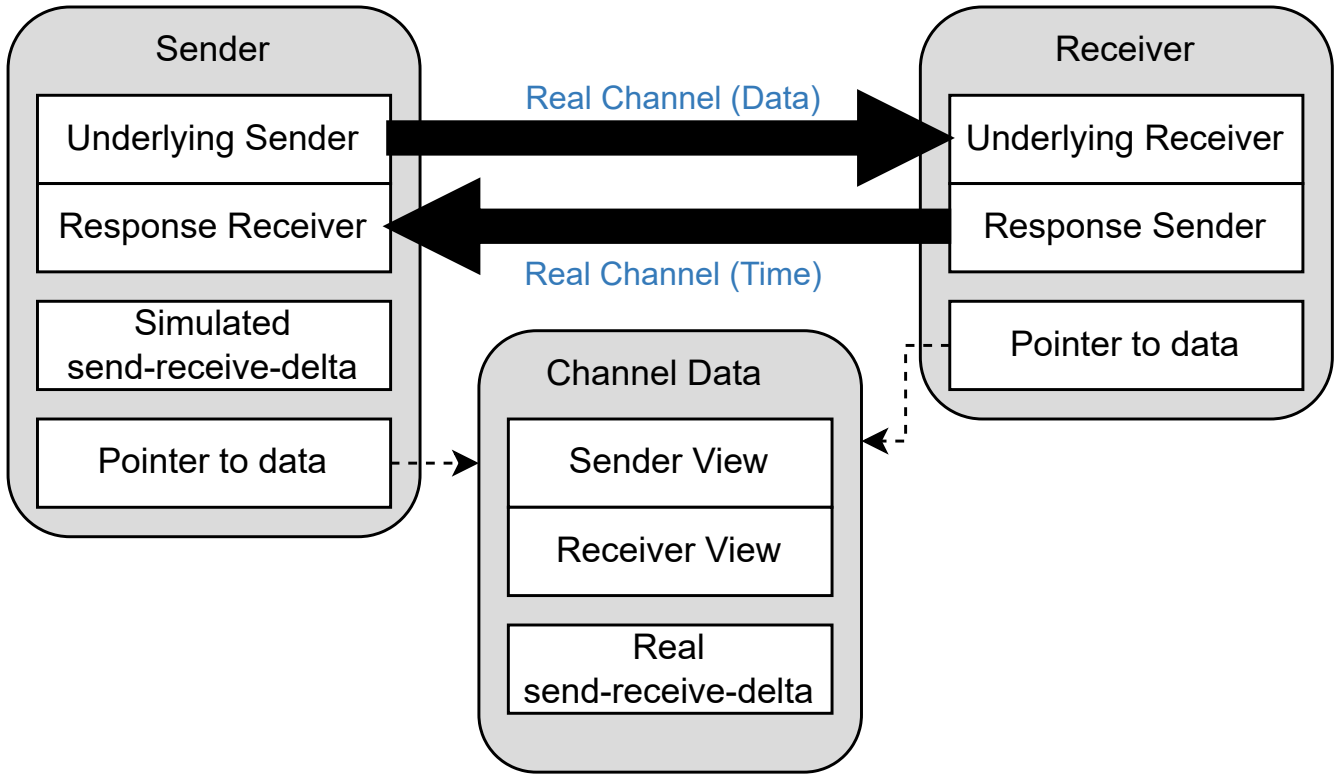 Sender
Underlying Sender
Response Receiver
Simulated
send-receive-delta
Pointer to data
Real Channel (Data)
Real Channel (Time)
Receiver
Underlying Receiver
Response Sender
Pointer to data
Channel Data
Sender View
Receiver View
Real
send-receive-delta